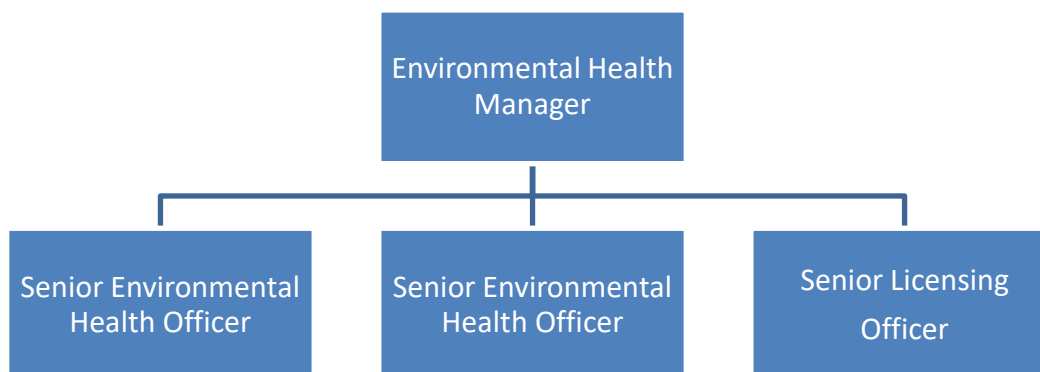 Environmental Health
Manager
Senior Environmental
Health Officer
Senior Environmental
Health Officer
Senior Licensing
Officer